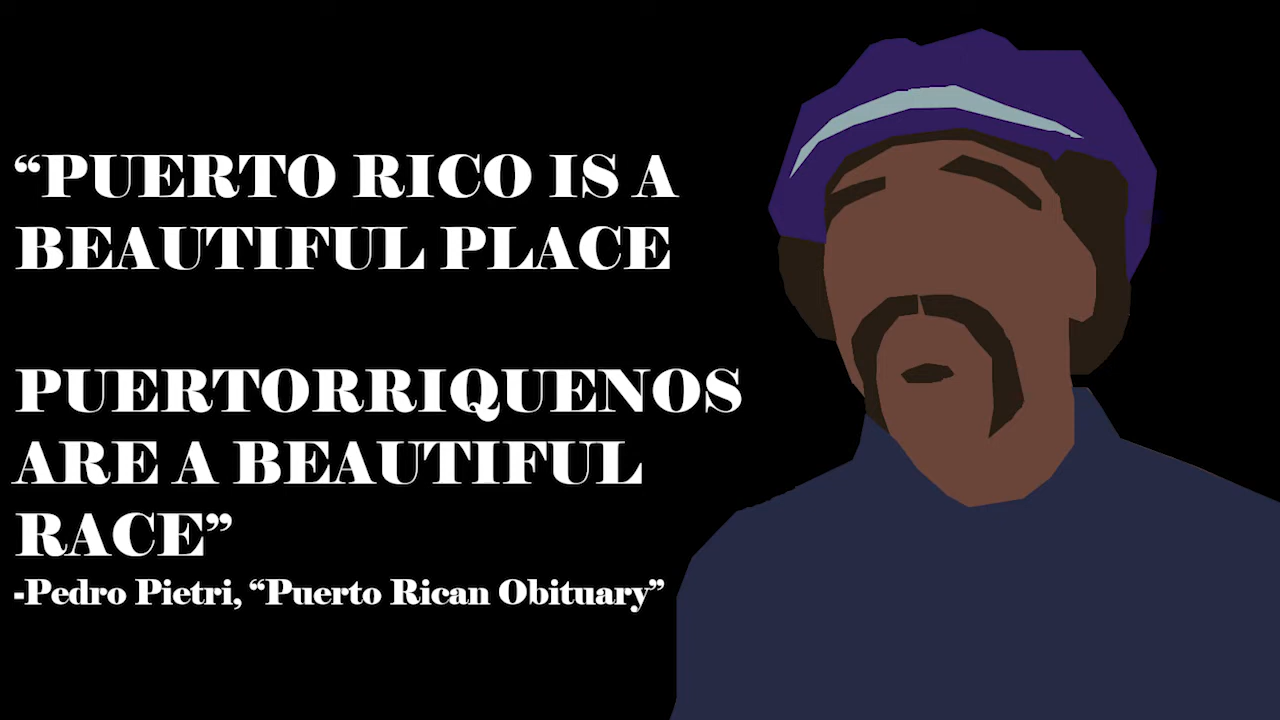 “PUERTO RICO IS A
BEAUTIFUL PLACE
PUERTORRIQUENOS
ARE A BEAUTIFUL
RACE”
-Pedro Pietri, “Puerto Rican Obituary”